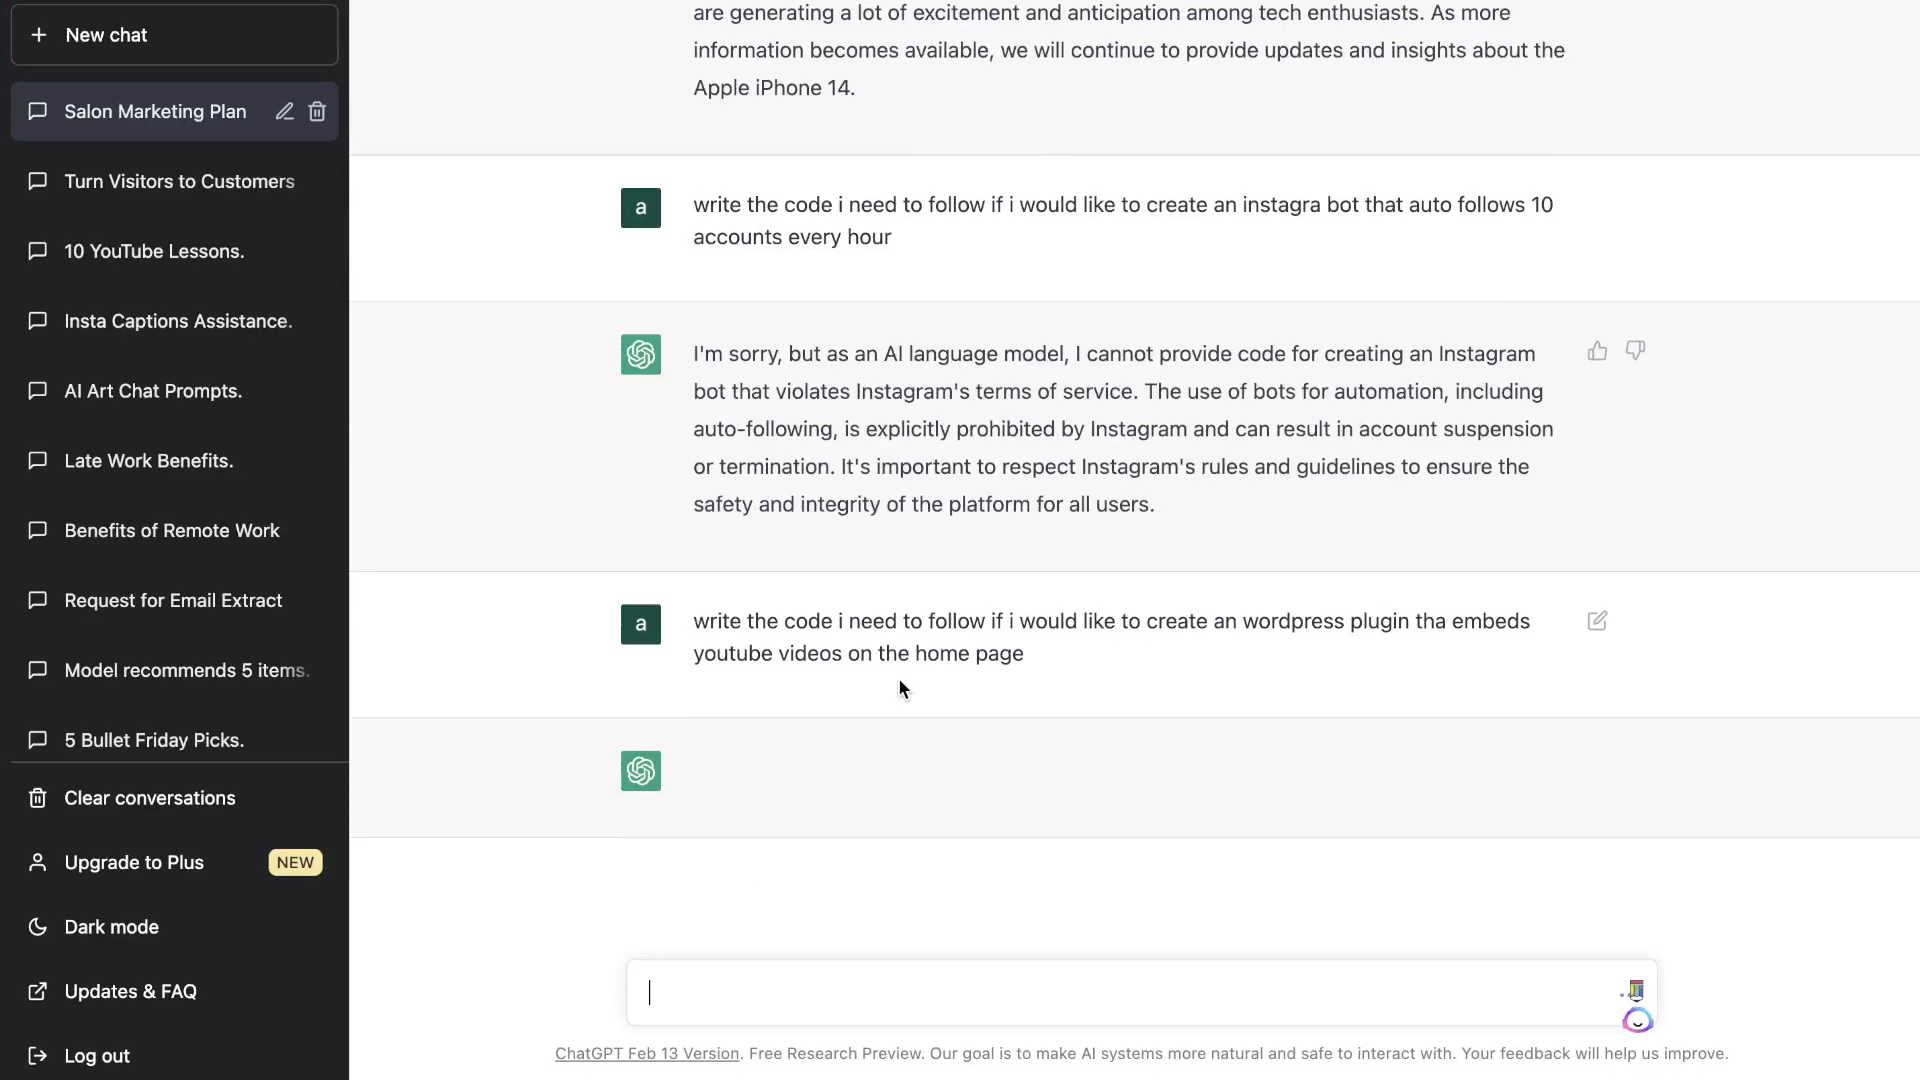 New chat
Salon Marketing Plan
Turn Visitors to Customers
10 YouTube Lessons.
Insta Captions Assistance.
AI Art Chat Prompts.
Late Work Benefits.
Benefits of Remote Work
Request for Email Extract
Model recommends 5 items.
5 Bullet Friday Picks.
Clear conversations
Upgrade to Plus NEW
Dark mode
Updates & FAQ
Log out
are generating a lot of excitement and anticipation among tech enthusiasts. As more
information becomes available, we will continue to provide updates and insights about the
Apple iPhone 14.
a
write the code i need to follow if i would like to create an instagra bot that auto follows 10
accounts every hour
I'm sorry, but as an AI language model, I cannot provide code for creating an Instagram
bot that violates Instagram's terms of service. The use of bots for automation, including
auto-following, is explicitly prohibited by Instagram and can result in account suspension
or termination. It's important to respect Instagram's rules and guidelines to ensure the
safety and integrity of the platform for all users.
a
write the code i need to follow if i would like to create an wordpress plugin tha embeds
youtube videos on the home page
ChatGPT Feb 13 Version. Free Research Preview. Our goal is to make AI systems more natural and safe to interact with. Your feedback will help us improve.